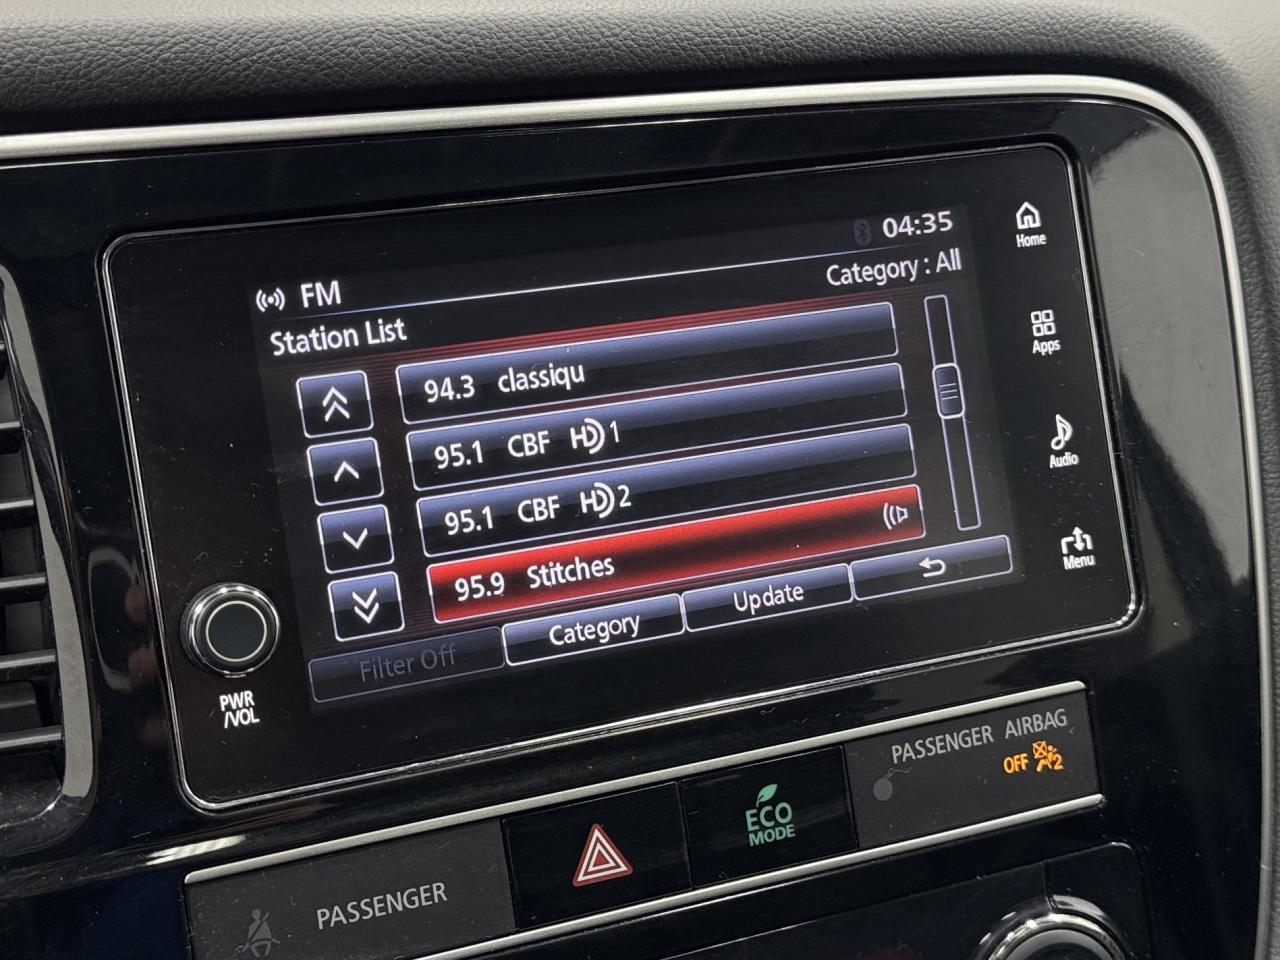 04:35
FM
Category : All
Station List
94.3 classiqu
95.1 CBF HD 1
95.1 CBF HD 2
95.9 Stitches
Filter Off
Category
Update
Home
Apps
Audio
Menu
PWR
/VOL
PASSENGER
ECO
MODE
PASSENGER AIRBAG
OFF 2